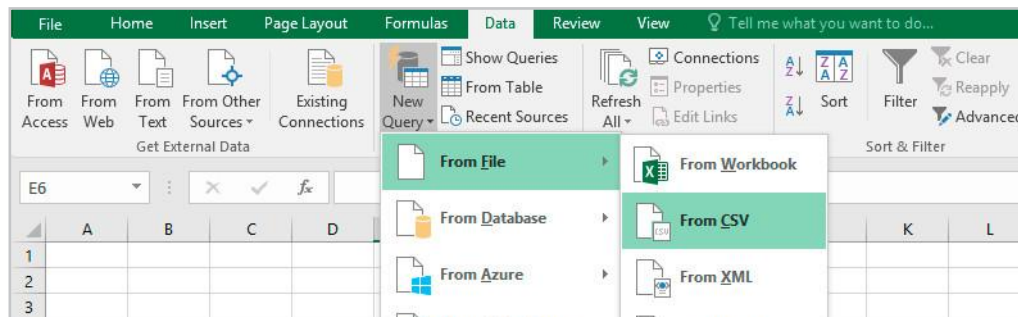 File Home Insert Page Layout Formulas Data Review View Tell me what you want to do...
Show Queries
From Table
Recent Sources
Connections
Properties
Edit Links
Clear
Reapply
Advanced
From Access
From Web
From Text
From Other Sources
Existing Connections
New Query
Refresh All
Sort
Filter
Get External Data
Sort & Filter
From File
From Workbook
From Database
From CSV
From Azure
From XML
E6
fx
A B C D K L
1
2
3